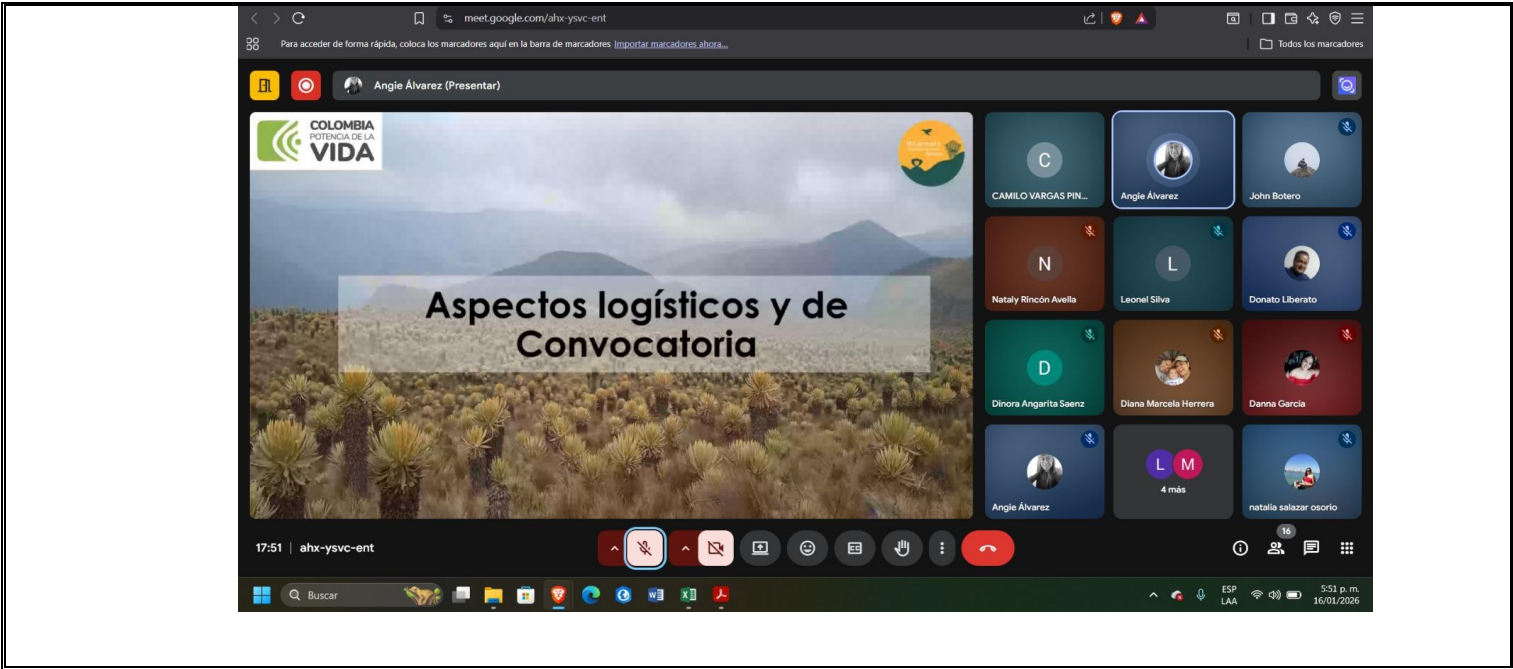 meet.google.com/ahx-ysvc-ent
Para acceder de forma rápida, coloca los marcadores aquí en la barra de marcadores Importar marcadores ahora...
Todos los marcadores
Angie Álvarez (Presentar)
COLOMBIA
POTENCIA DE LA
VIDA
Aspectos logísticos y de
Convocatoria
C
CAMILO VARGAS PIN...
Angie Álvarez
John Botero
N
Nataly Rincón Avella
L
Leonel Silva
Donato Liberato
D
Dinora Angarita Saenz
Diana Marcela Herrera
Danna Garcia
Angie Álvarez
L M
4 más
natalia salazar osorio
17:51 | ahx-ysvc-ent
16
Buscar
ESP
LAA
5:51 p. m.
16/01/2026